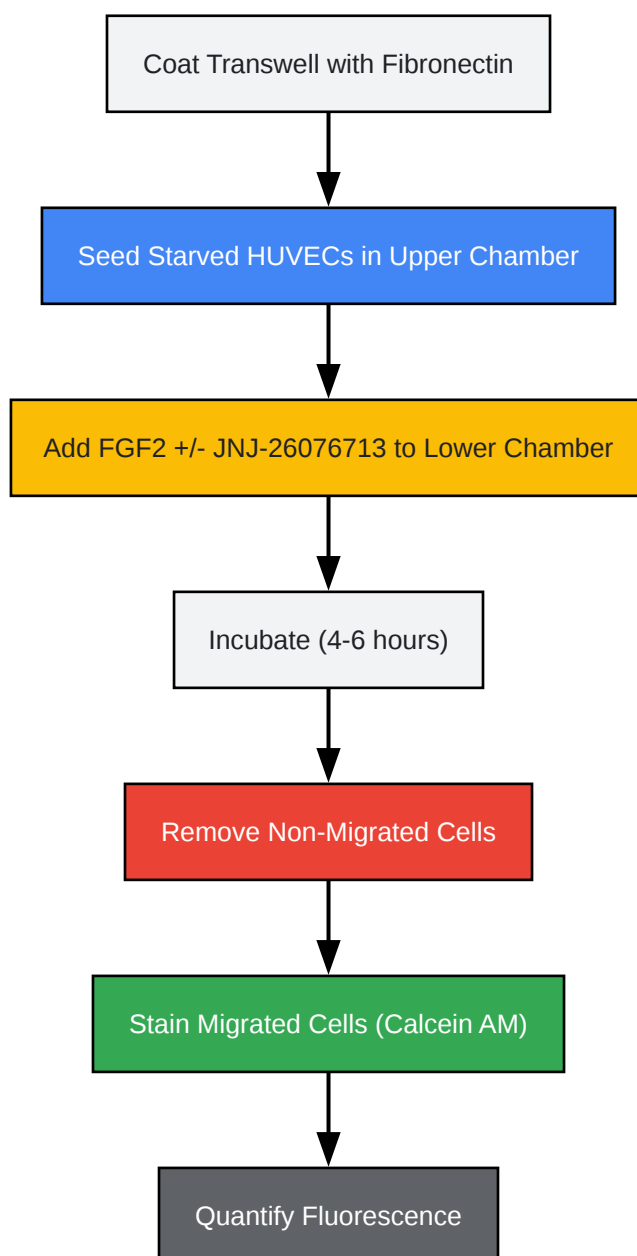 Coat Transwell with Fibronectin
Seed Starved HUVECs in Upper Chamber
Add FGF2 +/- JNJ-26076713 to Lower Chamber
Incubate (4-6 hours)
Remove Non-Migrated Cells
Stain Migrated Cells (Calcein AM)
Quantify Fluorescence